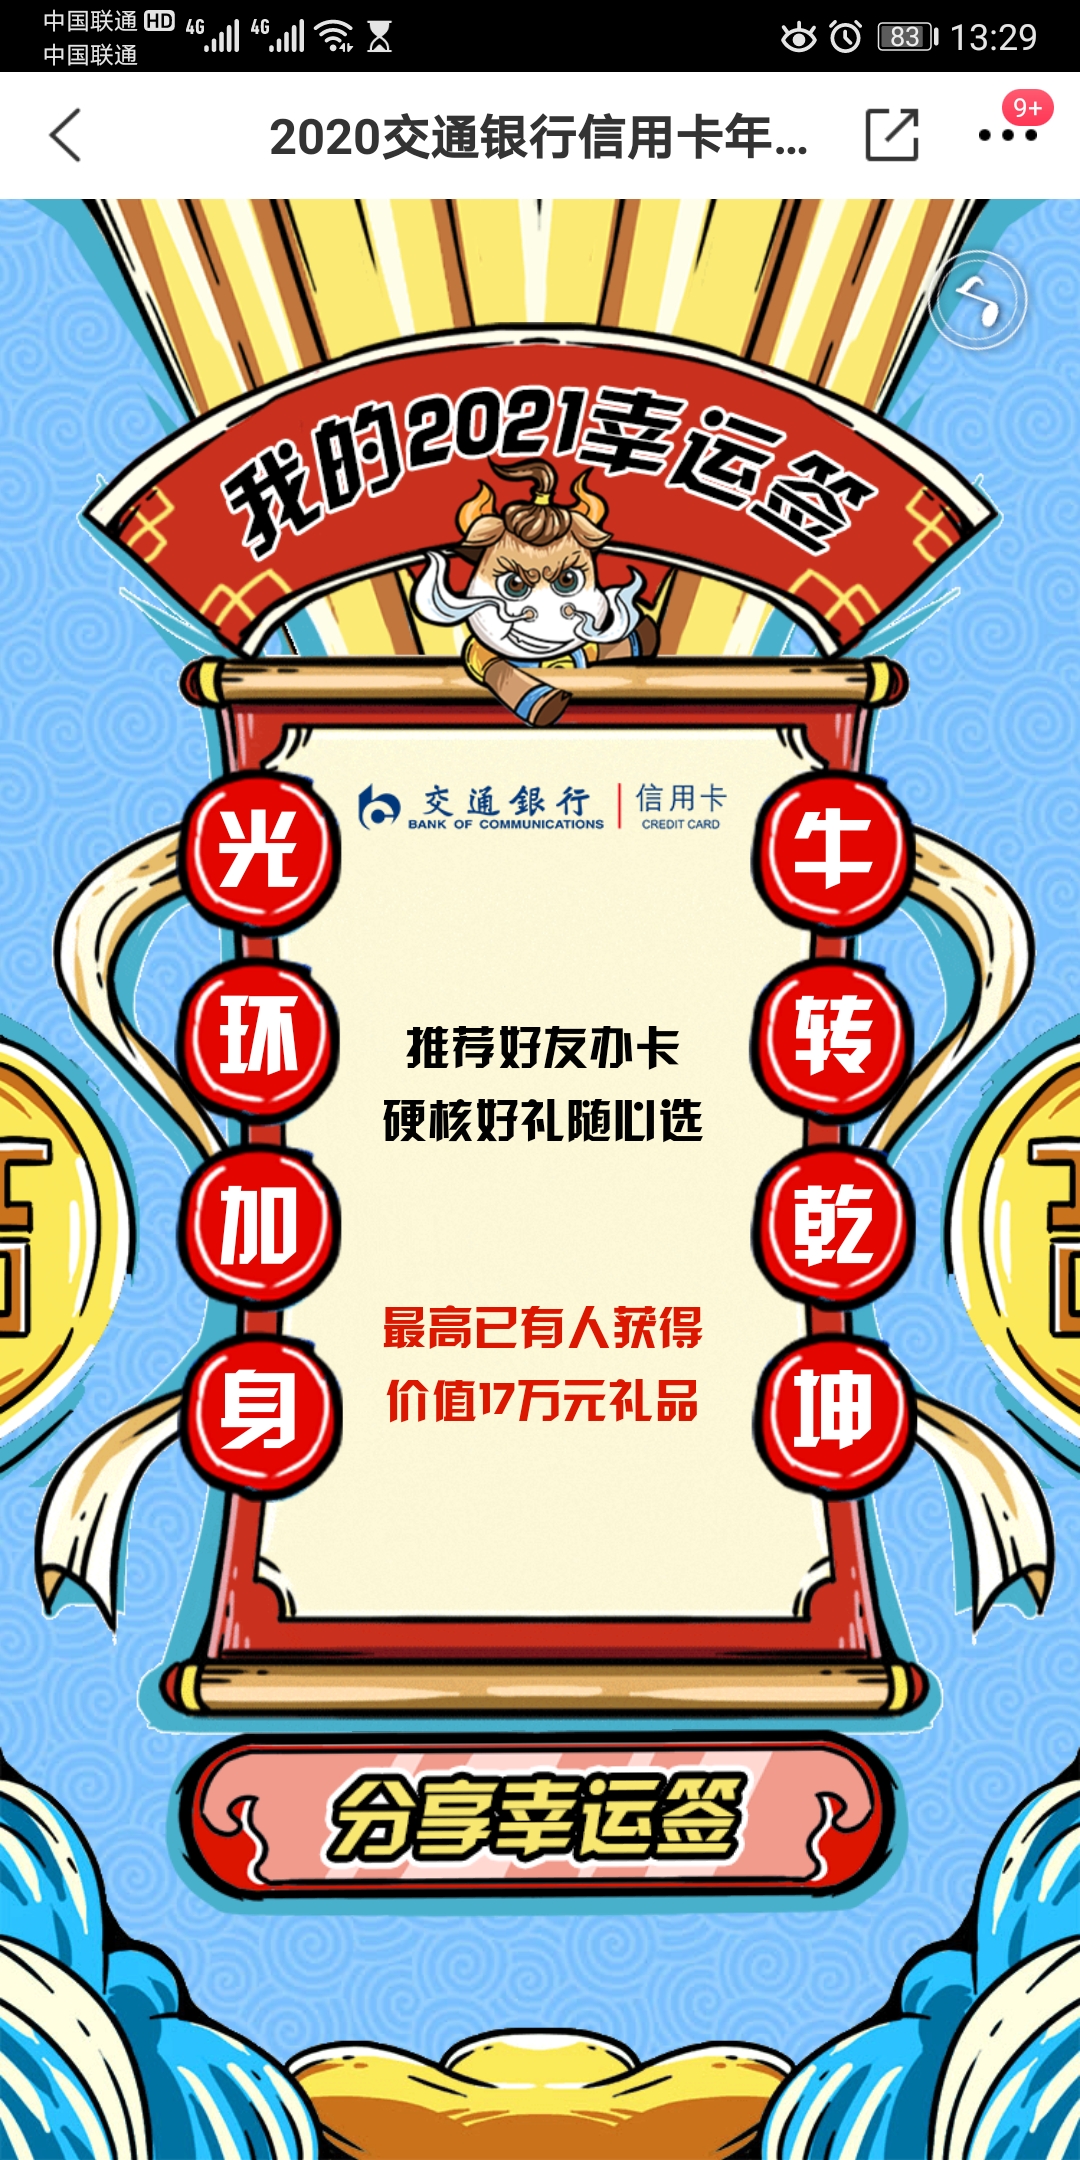 中国联通 HD 4G 4G 83 13:29
中国联通
2020交通银行信用卡年... 9+
我的2021幸运签
交通銀行 信用卡
BANK OF COMMUNICATIONS CREDIT CARD
光环加身
牛转乾坤
推荐好友办卡
硬核好礼随心选
最高已有人获得
价值17万元礼品
分享幸运签